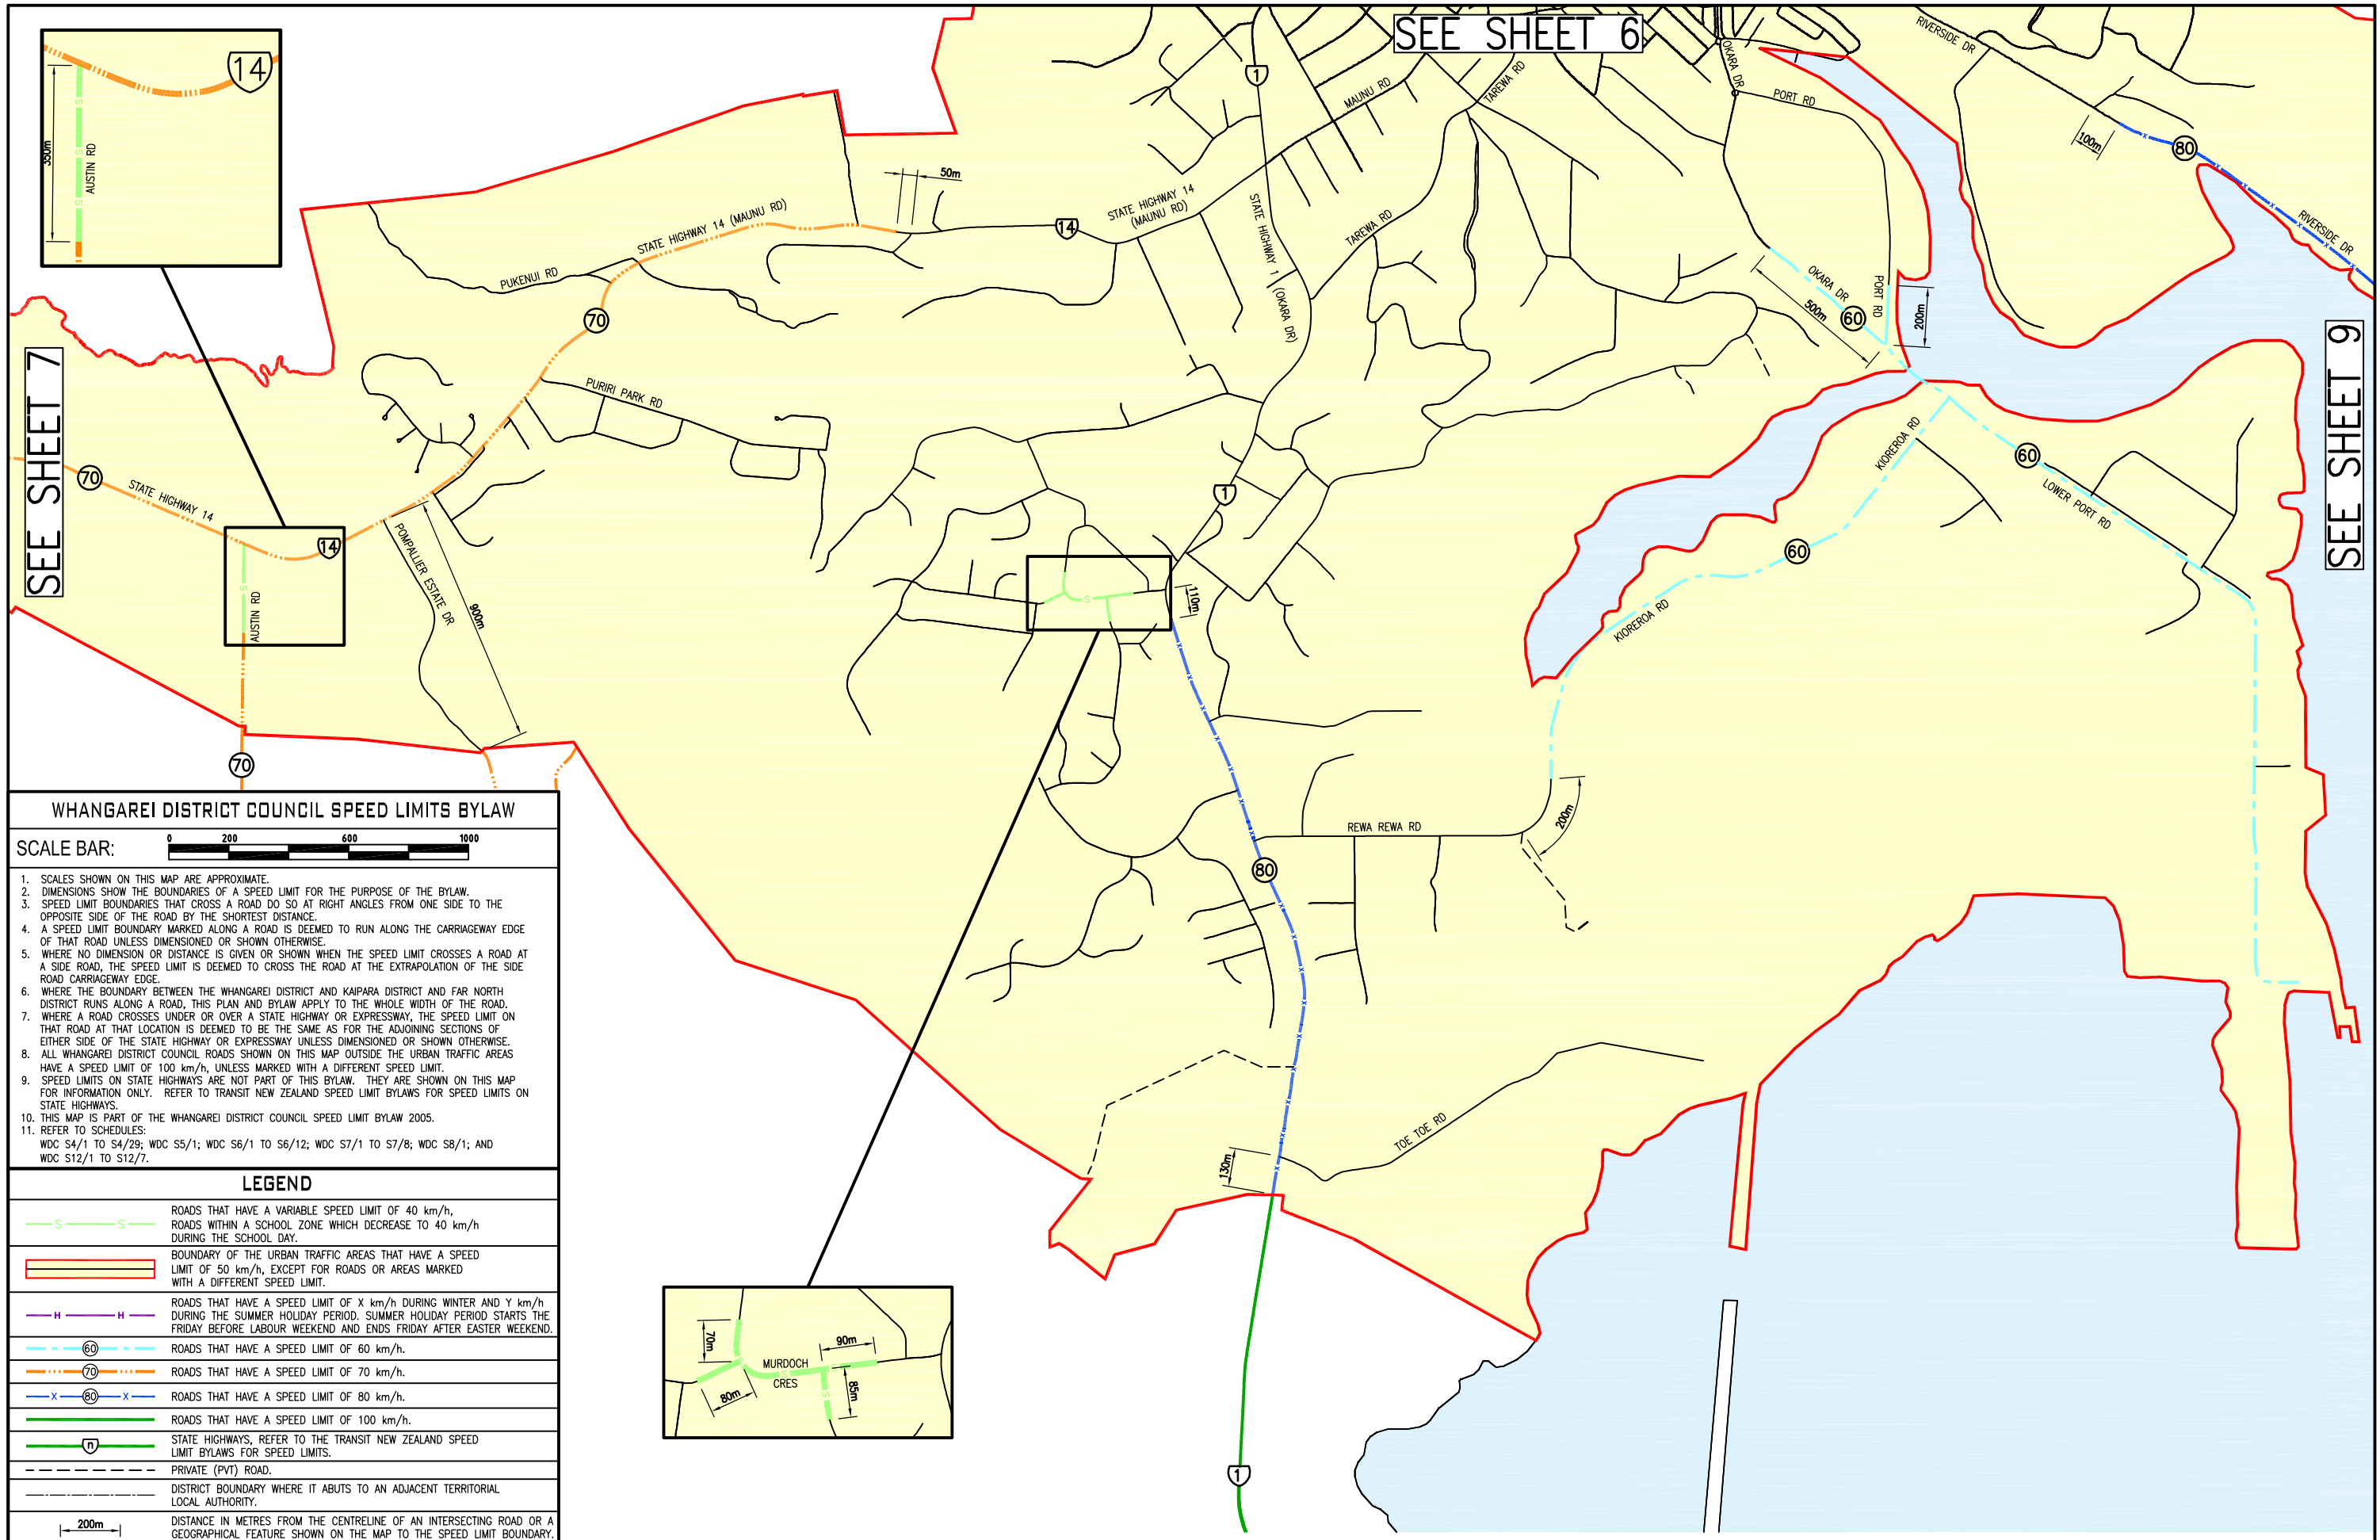 SEE SHEET 6
SEE SHEET 7
SEE SHEET 9
14
350m
AUSTIN RD
1
MAUNU RD
TAREWA RD
OKARA DR
PORT RD
RIVERSIDE DR
100m
80
RIVERSIDE DR
50m
STATE HIGHWAY 14 (MAUNU RD)
14
STATE HIGHWAY 14
(MAUNU RD)
STATE HIGHWAY 1 (OKARA DR)
TAREWA RD
PUKENUI RD
70
OKARA DR
500m
60
PORT RD
200m
PURIRI PARK RD
70
STATE HIGHWAY 14
14
AUSTIN RD
70
POMPALLIER ESTATE DR
900m
1
110m
S
KIOREROA RD
60
LOWER PORT RD
60
KIOREROA RD
REWA REWA RD
200m
80
TOE TOE RD
130m
1
70m
90m
MURDOCH
CRES
80m
85m
WHANGAREI DISTRICT COUNCIL SPEED LIMITS BYLAW
SCALE BAR:
0 200 600 1000
1. SCALES SHOWN ON THIS MAP ARE APPROXIMATE.
2. DIMENSIONS SHOW THE BOUNDARIES OF A SPEED LIMIT FOR THE PURPOSE OF THE BYLAW.
3. SPEED LIMIT BOUNDARIES THAT CROSS A ROAD DO SO AT RIGHT ANGLES FROM ONE SIDE TO THE
OPPOSITE SIDE OF THE ROAD BY THE SHORTEST DISTANCE.
4. A SPEED LIMIT BOUNDARY MARKED ALONG A ROAD IS DEEMED TO RUN ALONG THE CARRIAGEWAY EDGE
OF THAT ROAD UNLESS DIMENSIONED OR SHOWN OTHERWISE.
5. WHERE NO DIMENSION OR DISTANCE IS GIVEN OR SHOWN WHEN THE SPEED LIMIT CROSSES A ROAD AT
A SIDE ROAD, THE SPEED LIMIT IS DEEMED TO CROSS THE ROAD AT THE EXTRAPOLATION OF THE SIDE
ROAD CARRIAGEWAY EDGE.
6. WHERE THE BOUNDARY BETWEEN THE WHANGAREI DISTRICT AND KAIPARA DISTRICT AND FAR NORTH
DISTRICT RUNS ALONG A ROAD, THIS PLAN AND BYLAW APPLY TO THE WHOLE WIDTH OF THE ROAD.
7. WHERE A ROAD CROSSES UNDER OR OVER A STATE HIGHWAY OR EXPRESSWAY, THE SPEED LIMIT ON
THAT ROAD AT THAT LOCATION IS DEEMED TO BE THE SAME AS FOR THE ADJOINING SECTIONS OF
EITHER SIDE OF THE STATE HIGHWAY OR EXPRESSWAY UNLESS DIMENSIONED OR SHOWN OTHERWISE.
8. ALL WHANGAREI DISTRICT COUNCIL ROADS SHOWN ON THIS MAP OUTSIDE THE URBAN TRAFFIC AREAS
HAVE A SPEED LIMIT OF 100 km/h, UNLESS MARKED WITH A DIFFERENT SPEED LIMIT.
9. SPEED LIMITS ON STATE HIGHWAYS ARE NOT PART OF THIS BYLAW. THEY ARE SHOWN ON THIS MAP
FOR INFORMATION ONLY. REFER TO TRANSIT NEW ZEALAND SPEED LIMIT BYLAWS FOR SPEED LIMITS ON
STATE HIGHWAYS.
10. THIS MAP IS PART OF THE WHANGAREI DISTRICT COUNCIL SPEED LIMIT BYLAW 2005.
11. REFER TO SCHEDULES:
WDC S4/1 TO S4/29; WDC S5/1; WDC S6/1 TO S6/12; WDC S7/1 TO S7/8; WDC S8/1; AND
WDC S12/1 TO S12/7.
LEGEND
S S ROADS THAT HAVE A VARIABLE SPEED LIMIT OF 40 km/h,
ROADS WITHIN A SCHOOL ZONE WHICH DECREASE TO 40 km/h
DURING THE SCHOOL DAY.
BOUNDARY OF THE URBAN TRAFFIC AREAS THAT HAVE A SPEED
LIMIT OF 50 km/h, EXCEPT FOR ROADS OR AREAS MARKED
WITH A DIFFERENT SPEED LIMIT.
ROADS THAT HAVE A SPEED LIMIT OF X km/h DURING WINTER AND Y km/h
H H DURING THE SUMMER HOLIDAY PERIOD. SUMMER HOLIDAY PERIOD STARTS THE
FRIDAY BEFORE LABOUR WEEKEND AND ENDS FRIDAY AFTER EASTER WEEKEND.
60 ROADS THAT HAVE A SPEED LIMIT OF 60 km/h.
70 ROADS THAT HAVE A SPEED LIMIT OF 70 km/h.
X 80 X ROADS THAT HAVE A SPEED LIMIT OF 80 km/h.
ROADS THAT HAVE A SPEED LIMIT OF 100 km/h.
n STATE HIGHWAYS, REFER TO THE TRANSIT NEW ZEALAND SPEED
LIMIT BYLAWS FOR SPEED LIMITS.
PRIVATE (PVT) ROAD.
DISTRICT BOUNDARY WHERE IT ABUTS TO AN ADJACENT TERRITORIAL
LOCAL AUTHORITY.
200m DISTANCE IN METRES FROM THE CENTRELINE OF AN INTERSECTING ROAD OR A
GEOGRAPHICAL FEATURE SHOWN ON THE MAP TO THE SPEED LIMIT BOUNDARY.